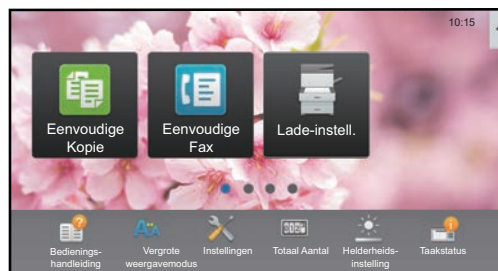 10:15
Eenvoudige
Kopie
Eenvoudige
Fax
Lade-instell.
Bedienings-
handleiding
Vergrote
weergavemodus
Instellingen
Totaal Aantal
Helderheids-
instelling
Taakstatus